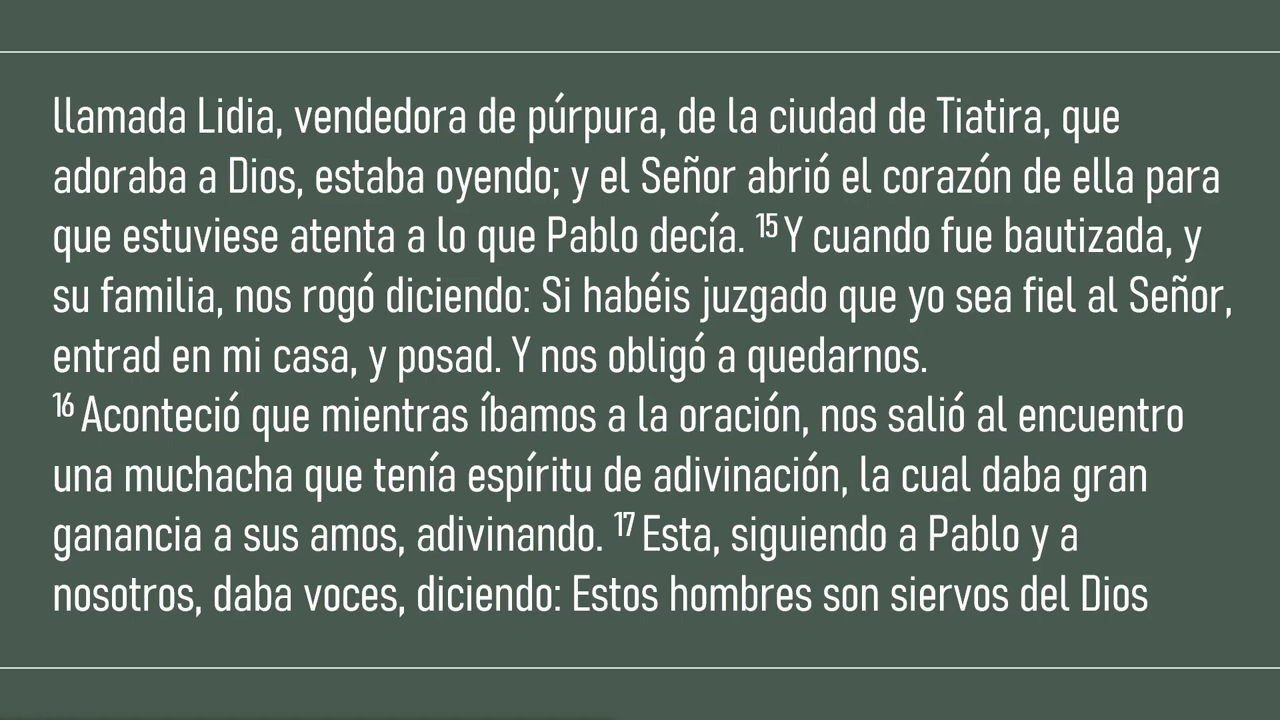 llamada Lidia, vendedora de púrpura, de la ciudad de Tiatira, que
adoraba a Dios, estaba oyendo; y el Señor abrió el corazón de ella para
que estuviese atenta a lo que Pablo decía. 15 Y cuando fue bautizada, y
su familia, nos rogó diciendo: Si habéis juzgado que yo sea fiel al Señor,
entrad en mi casa, y posad. Y nos obligó a quedarnos.
16 Aconteció que mientras íbamos a la oración, nos salió al encuentro
una muchacha que tenía espíritu de adivinación, la cual daba gran
ganancia a sus amos, adivinando. 17 Esta, siguiendo a Pablo y a
nosotros, daba voces, diciendo: Estos hombres son siervos del Dios